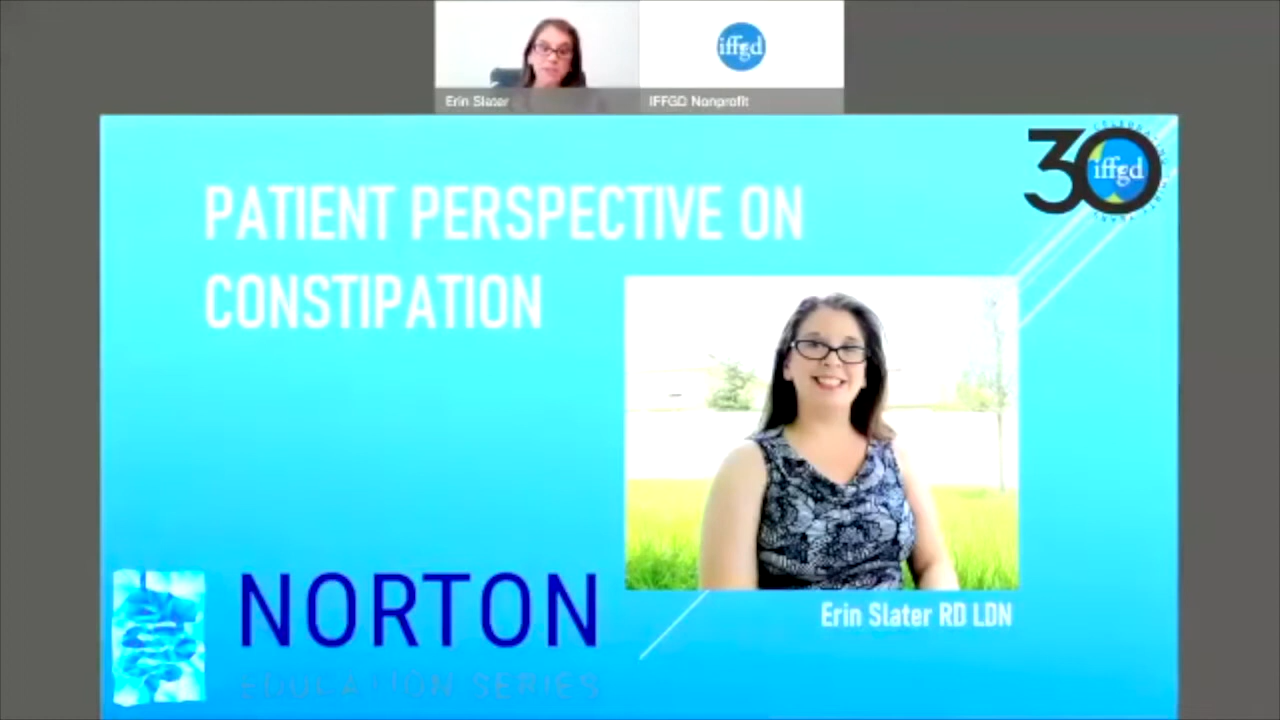 iffgd
Erin Slater
IFFGD Nonprofit
30
iffgd
PATIENT PERSPECTIVE ON
CONSTIPATION
Erin Slater RD LDN
NORTON
EDUCATION SERIES